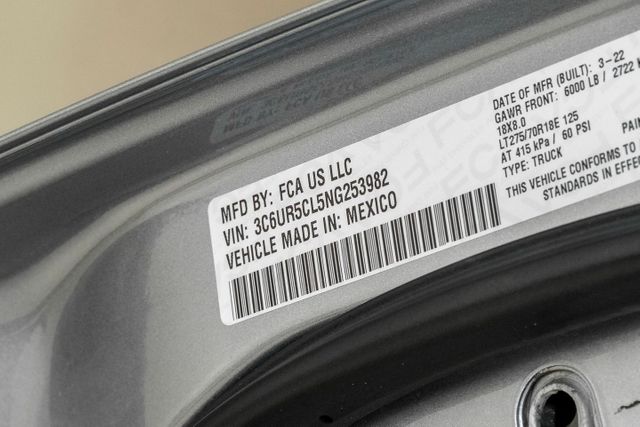 MFD BY: FCA US LLC
VIN: 3C6UR5CL5NG253982
VEHICLE MADE IN: MEXICO
DATE OF MFR (BUILT): 3-22
GAWR FRONT: 6000 LB / 2722 K
18X8.0
LT275/70R18E 125
AT 415 kPa / 60 PSI
TYPE: TRUCK PAIN
THIS VEHICLE CONFORMS TO
STANDARDS IN EFFE